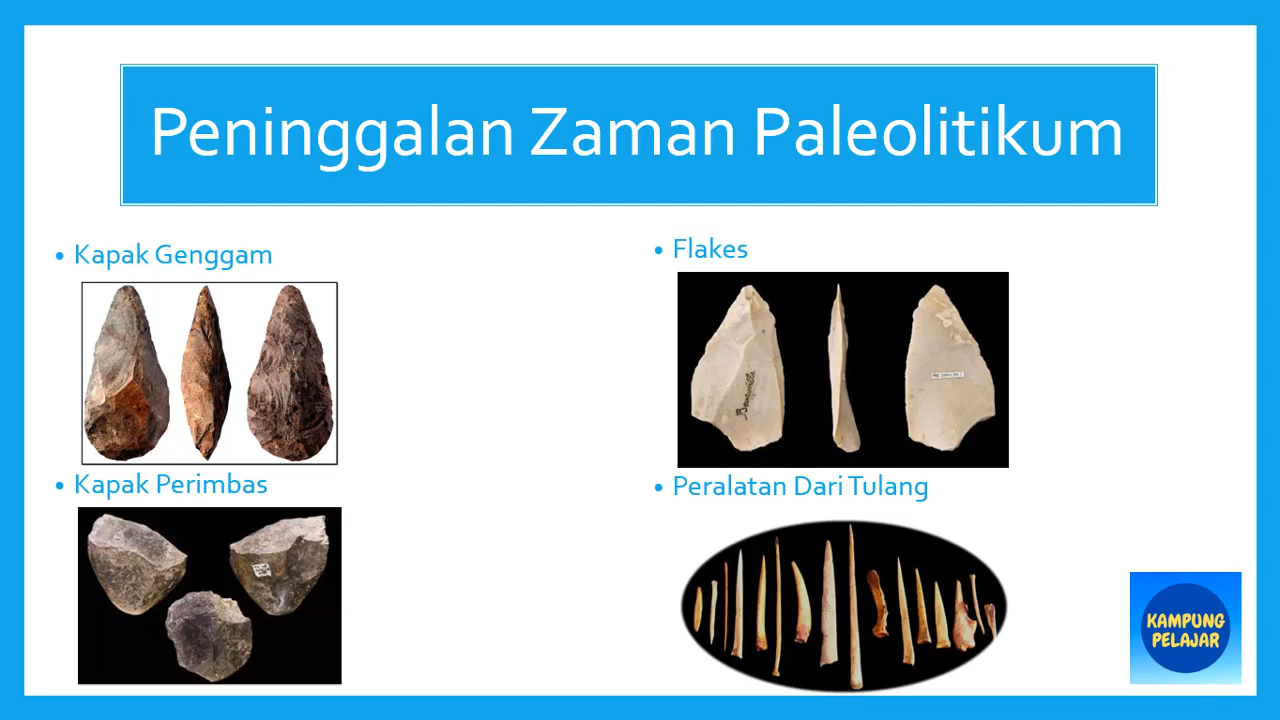 Peninggalan Zaman Paleolitikum
• Kapak Genggam
• Kapak Perimbas
• Flakes
• Peralatan Dari Tulang
KAMPUNG
PELAJAR